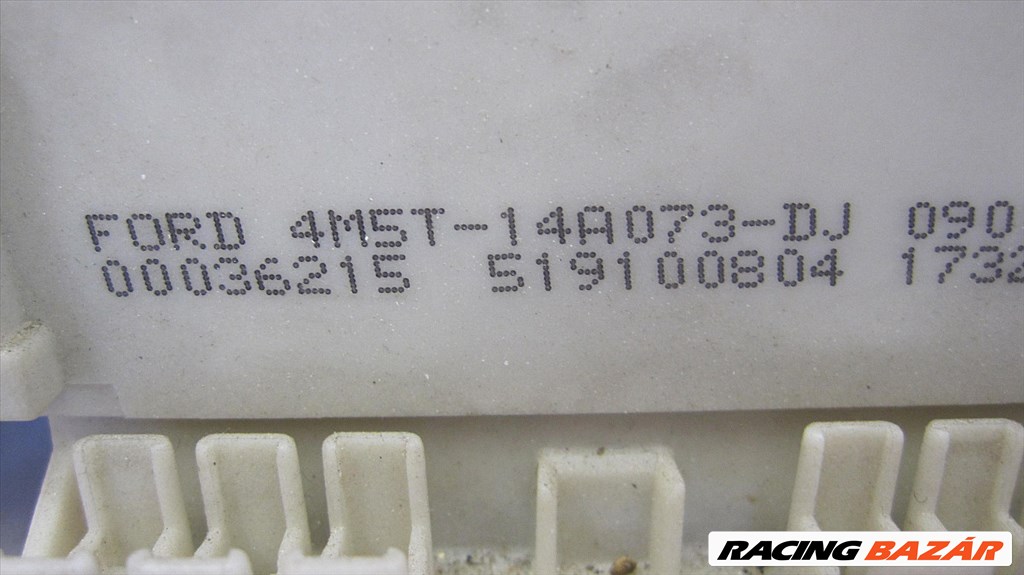 FORD 4M5T-14A073-DJ 090
00036215 519100804 1732
RACING BAZÁR